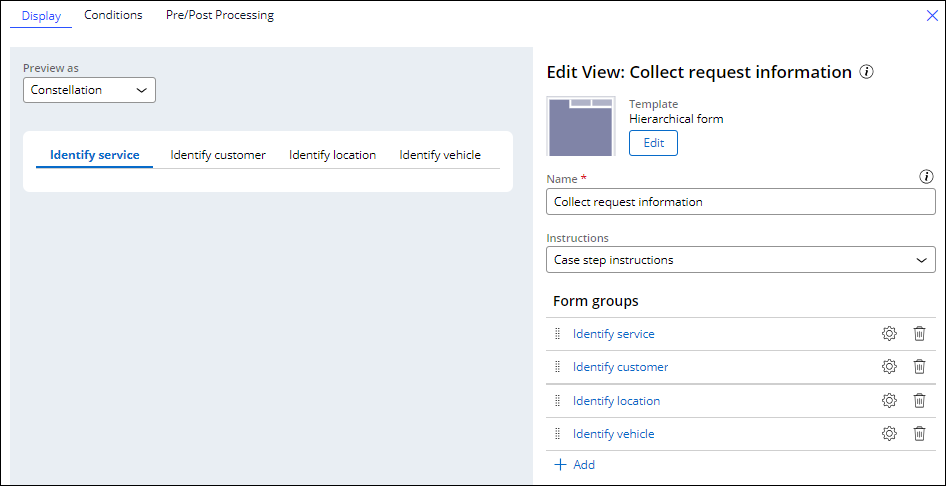 Display Conditions Pre/Post Processing
Preview as
Constellation
Identify service Identify customer Identify location Identify vehicle
Edit View: Collect request information
Template
Hierarchical form
Edit
Name *
Collect request information
Instructions
Case step instructions
Form groups
Identify service
Identify customer
Identify location
Identify vehicle
Add